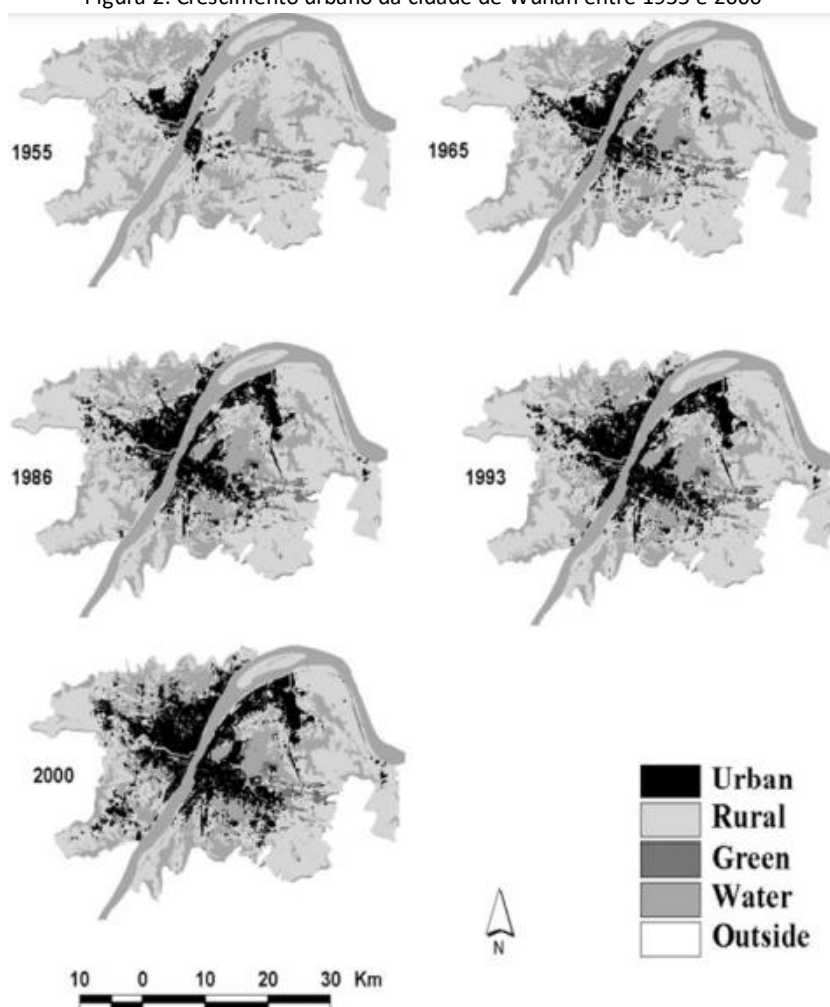 Figura 2. Crescimento urbano da cidade de Wuhan entre 1955 e 2000
1955
1965
1986
1993
2000
Urban
Rural
Green
Water
Outside
N
10 0 10 20 30 Km